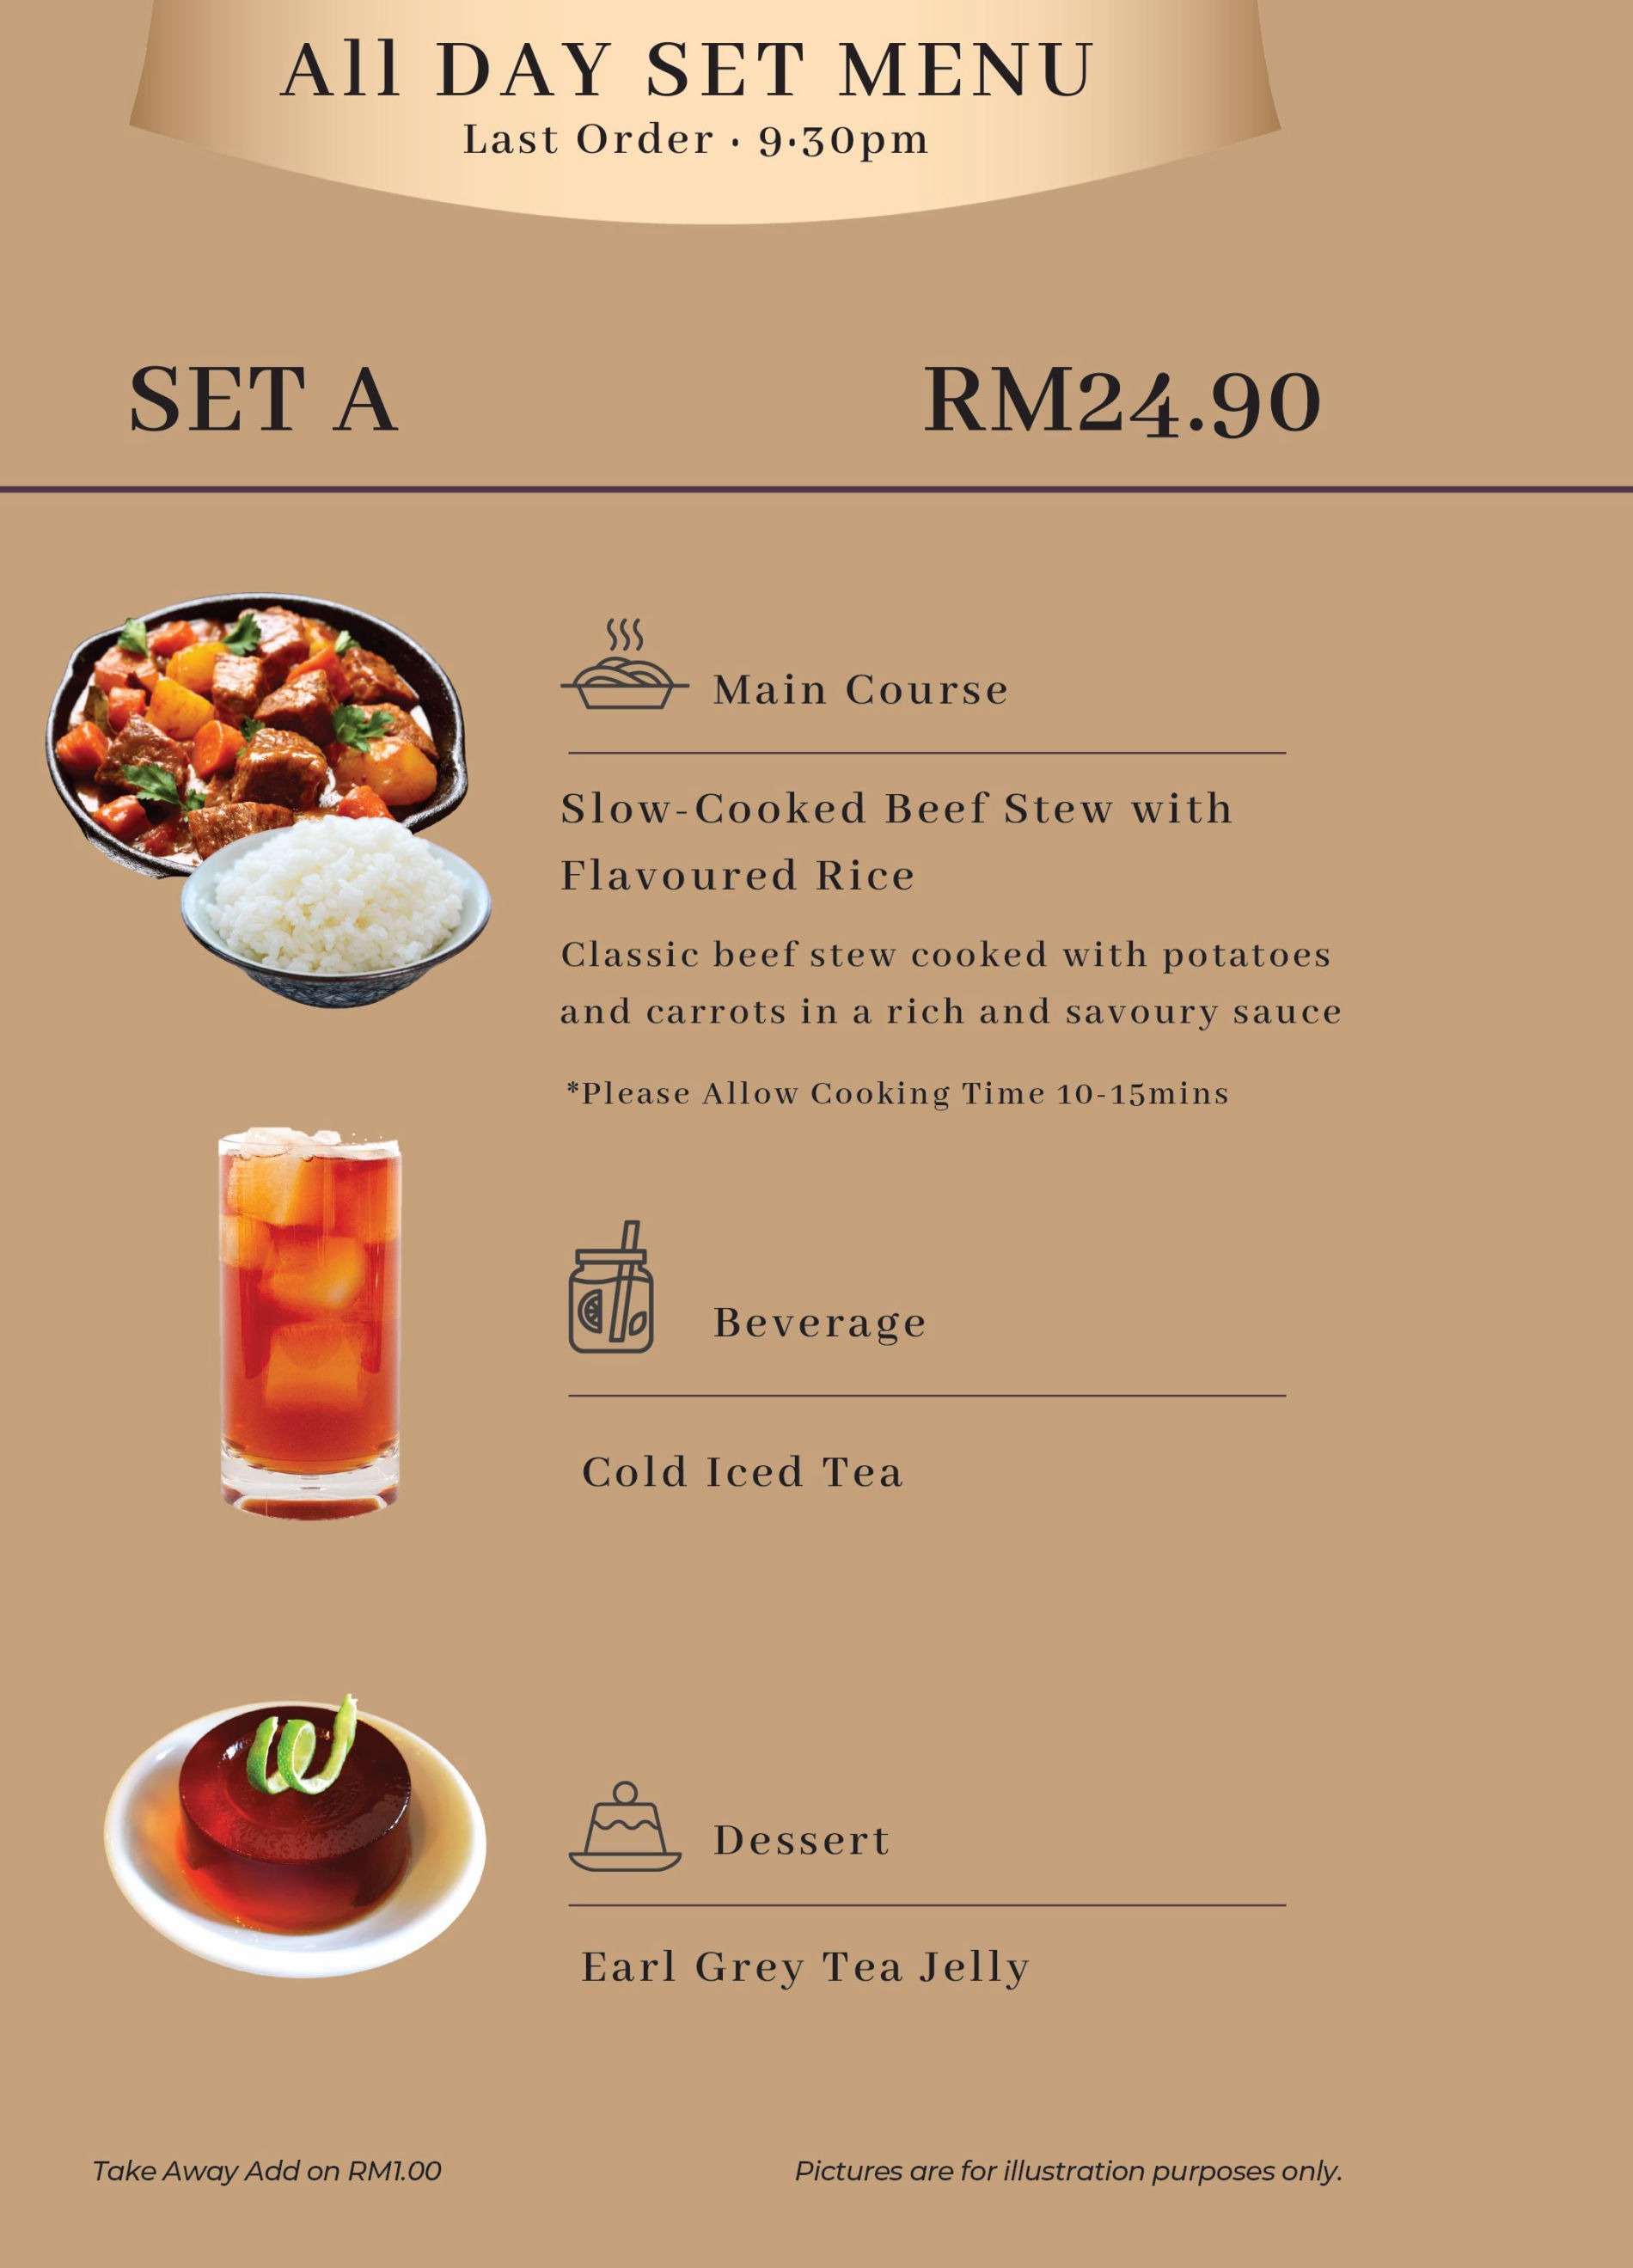 All DAY SET MENU
Last Order · 9·30pm
SET A
RM24.90
Main Course
Slow-Cooked Beef Stew with
Flavoured Rice
Classic beef stew cooked with potatoes
and carrots in a rich and savoury sauce
*Please Allow Cooking Time 10-15mins
Beverage
Cold Iced Tea
Dessert
Earl Grey Tea Jelly
Take Away Add on RM1.00
Pictures are for illustration purposes only.